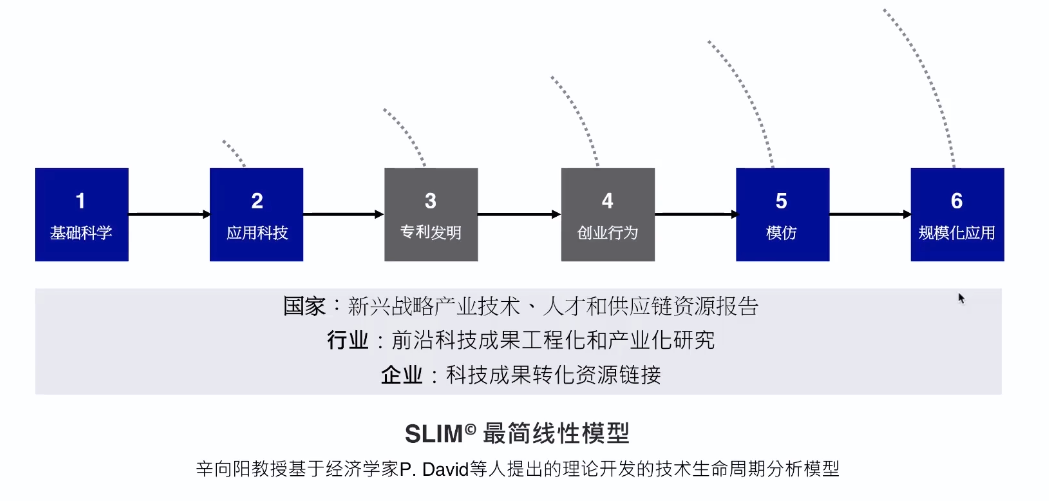 1
基础科学
2
应用科技
3
专利发明
4
创业行为
5
模仿
6
规模化应用
国家：新兴战略产业技术、人才和供应链资源报告
行业：前沿科技成果工程化和产业化研究
企业：科技成果转化资源链接
SLIM© 最简线性模型
辛向阳教授基于经济学家P. David等人提出的理论开发的技术生命周期分析模型